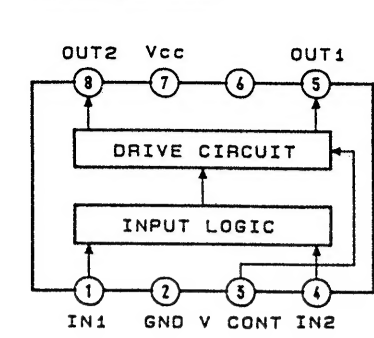 OUT2 Vcc OUT1
8 7 6 5
DRIVE CIRCUIT
INPUT LOGIC
1 2 3 4
IN1 GND V CONT IN2